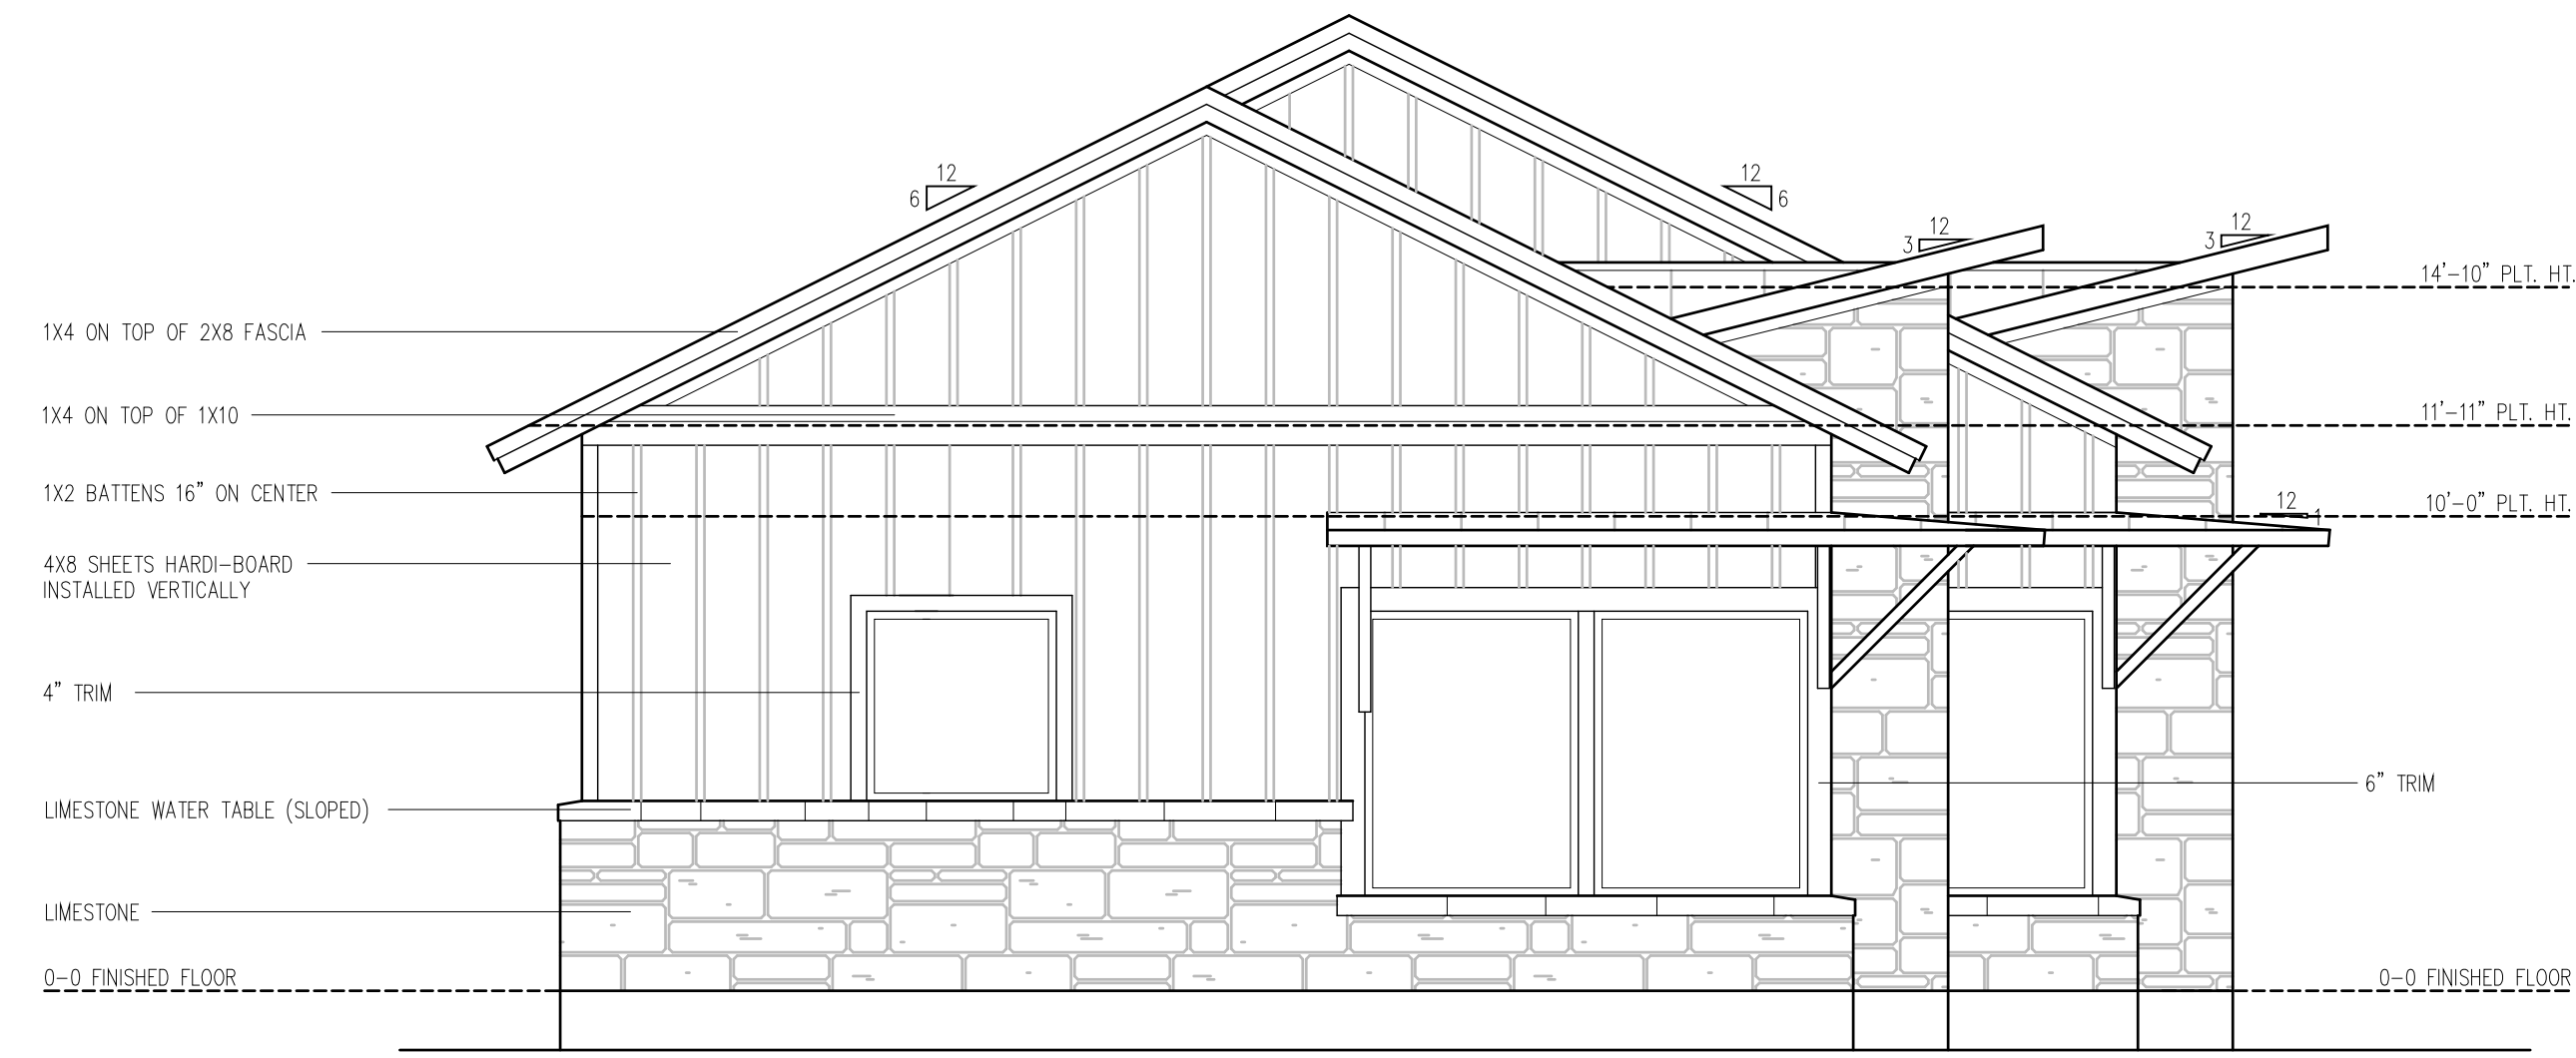 12
6
12
6
12
3
12
3
14'-10" PLT. HT.
1X4 ON TOP OF 2X8 FASCIA
1X4 ON TOP OF 1X10
11'-11" PLT. HT.
1X2 BATTENS 16" ON CENTER
12
1
10'-0" PLT. HT.
4X8 SHEETS HARDI-BOARD
INSTALLED VERTICALLY
4" TRIM
6" TRIM
LIMESTONE WATER TABLE (SLOPED)
LIMESTONE
0-0 FINISHED FLOOR
0-0 FINISHED FLOOR